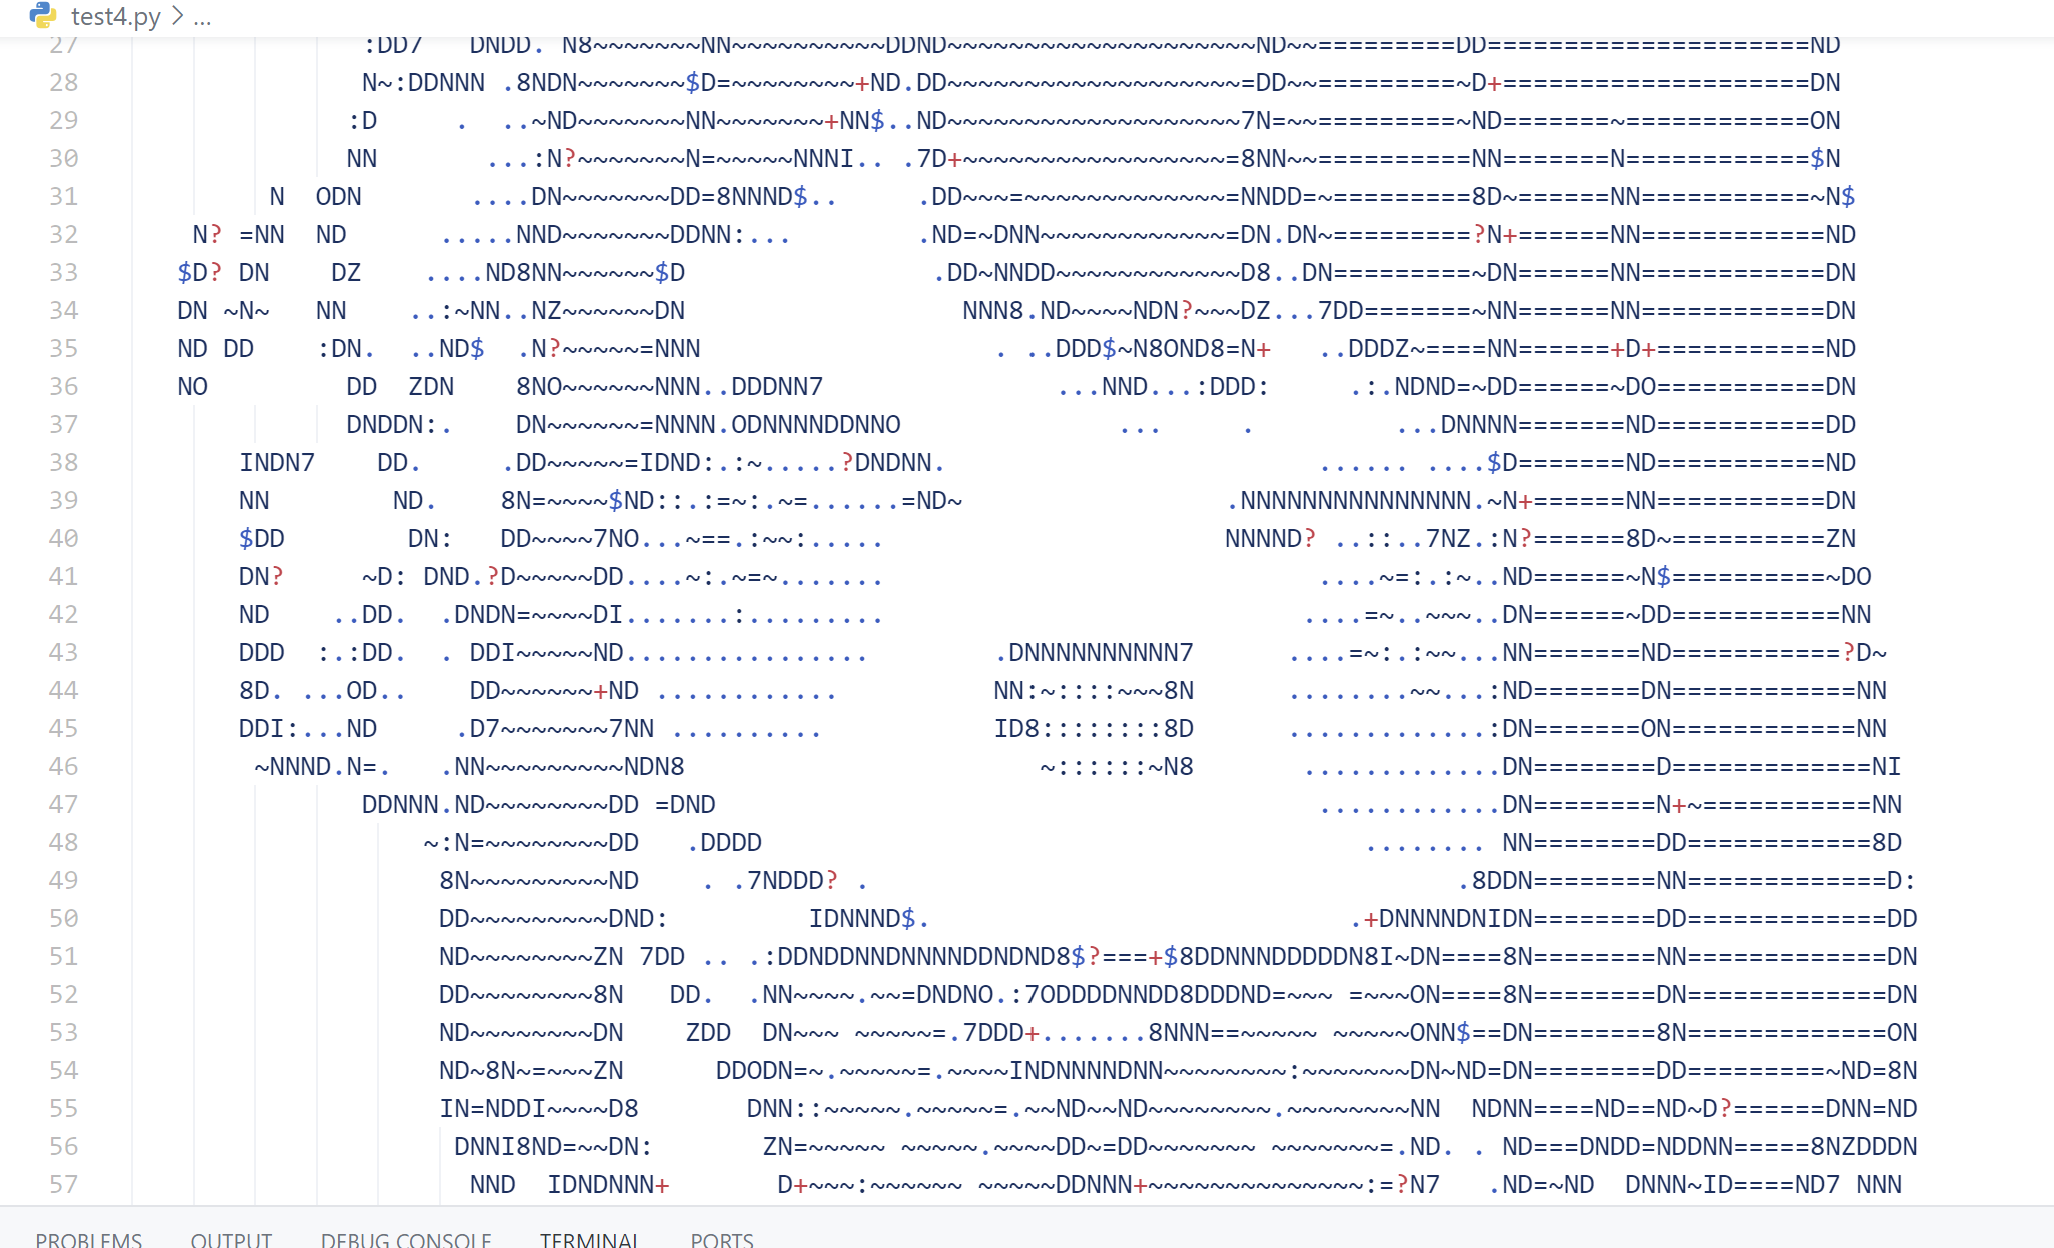 test4.py > ...
27 :DD7 DNDD. N8~~~~~~~NN~~~~~~~~~~DDND~~~~~~~~~~~~~~~~~~~~ND~~=========DD=====================ND
28 N~:DDNNN .8NDN~~~~~~~$D=~~~~~~~~+ND.DD~~~~~~~~~~~~~~~~~~~=DD~~=========~D+====================DN
29 :D . ..~ND~~~~~~~NN~~~~~~~+NN$..ND~~~~~~~~~~~~~~~~~~~7N=~~=========~ND=======~============ON
30 NN ...:N?~~~~~~~N=~~~~~NNNI.. .7D+~~~~~~~~~~~~~~~~~=8NN~~==========NN=======N============$N
31 N ODN ....DN~~~~~~~DD=8NNND$.. .DD~~~=~~~~~~~~~~~~~=NNDD=~=========8D~======NN===========~N$
32 N? =NN ND .....NND~~~~~~~DDNN:... .ND=~DNN~~~~~~~~~~~~=DN.DN~=========?N+======NN============ND
33 $D? DN DZ ....ND8NN~~~~~~$D .DD~NNDD~~~~~~~~~~~~D8..DN=========~DN======NN============DN
34 DN ~N~ NN ..:~NN..NZ~~~~~~DN NNN8.ND~~~~NDN?~~~DZ...7DD=======~NN======NN============DN
35 ND DD :DN. ..ND$ .N?~~~~~=NNN . ..DDD$~N8OND8=N+ ..DDDZ~====NN======+D+===========ND
36 NO DD ZDN 8NO~~~~~~NNN..DDDNN7 ...NND...:DDD: .:.NDND=~DD======~DO===========DN
37 DNDDN:. DN~~~~~~=NNNN.ODNNNNDDNNO ... . ...DNNNN=======ND===========DD
38 INDN7 DD. .DD~~~~~=IDND:.:~.....?DNDNN. ...... ....$D=======ND===========ND
39 NN ND. 8N=~~~~$ND::.:=~:.~=......=ND~ .NNNNNNNNNNNNNNN.~N+======NN===========DN
40 $DD DN: DD~~~~7NO...~==.:~~:..... NNNND? ..::..7NZ.:N?======8D~==========ZN
41 DN? ~D: DND.?D~~~~~DD....~:.~=~....... ....~=:.:~..ND======~N$==========~DO
42 ND ..DD. .DNDN=~~~~DI.......:......... ....=~..~~~..DN======~DD===========NN
43 DDD :.:DD. . DDI~~~~~ND................ .DNNNNNNNNNN7 ....=~:.:~~...NN=======ND===========?D~
44 8D. ...OD.. DD~~~~~~+ND ............ NN:~::::~~~8N ........~~...:ND=======DN============NN
45 DDI:...ND .D7~~~~~~~7NN .......... ID8::::::::8D .............:DN=======ON============NN
46 ~NNND.N=. .NN~~~~~~~~~NDN8 ~::::::~N8 .............DN========D=============NI
47 DDNNN.ND~~~~~~~~DD =DND ............DN========N+~===========NN
48 ~:N=~~~~~~~~DD .DDDD ........ NN========DD============8D
49 8N~~~~~~~~~ND . .7NDDD? . .8DDN========NN=============D:
50 DD~~~~~~~~~DND: IDNNND$. .+DNNNNDNIDN========DD=============DD
51 ND~~~~~~~~ZN 7DD .. .:DDNDDNNDNNNNDDNDND8$?===+$8DDNNNDDDDDN8I~DN====8N========NN=============DN
52 DD~~~~~~~~8N DD. .NN~~~~.~~=DNDNO.:7ODDDDNNDD8DDDND=~~~ =~~~ON====8N========DN=============DN
53 ND~~~~~~~~DN ZDD DN~~~ ~~~~~=.7DDD+.......8NNN==~~~~~ ~~~~~ONN$==DN========8N=============ON
54 ND~8N~=~~~ZN DDODN=~.~~~~~=.~~~~INDNNNNDNN~~~~~~~~:~~~~~~~DN~ND=DN========DD=========~ND=8N
55 IN=NDDI~~~~D8 DNN::~~~~~.~~~~~=.~~ND~~ND~~~~~~~~.~~~~~~~~NN NDNN====ND==ND~D?======DNN=ND
56 DNNI8ND=~~DN: ZN=~~~~~ ~~~~~.~~~~DD~=DD~~~~~~~ ~~~~~~~=.ND. . ND===DNDD=NDDNN=====8NZDDDN
57 NND IDNDNNN+ D+~~~:~~~~~~ ~~~~~DDNNN+~~~~~~~~~~~~~~:=?N7 .ND=~ND DNNN~ID====ND7 NNN
PROBLEMS OUTPUT DEBUG CONSOLE TERMINAL PORTS